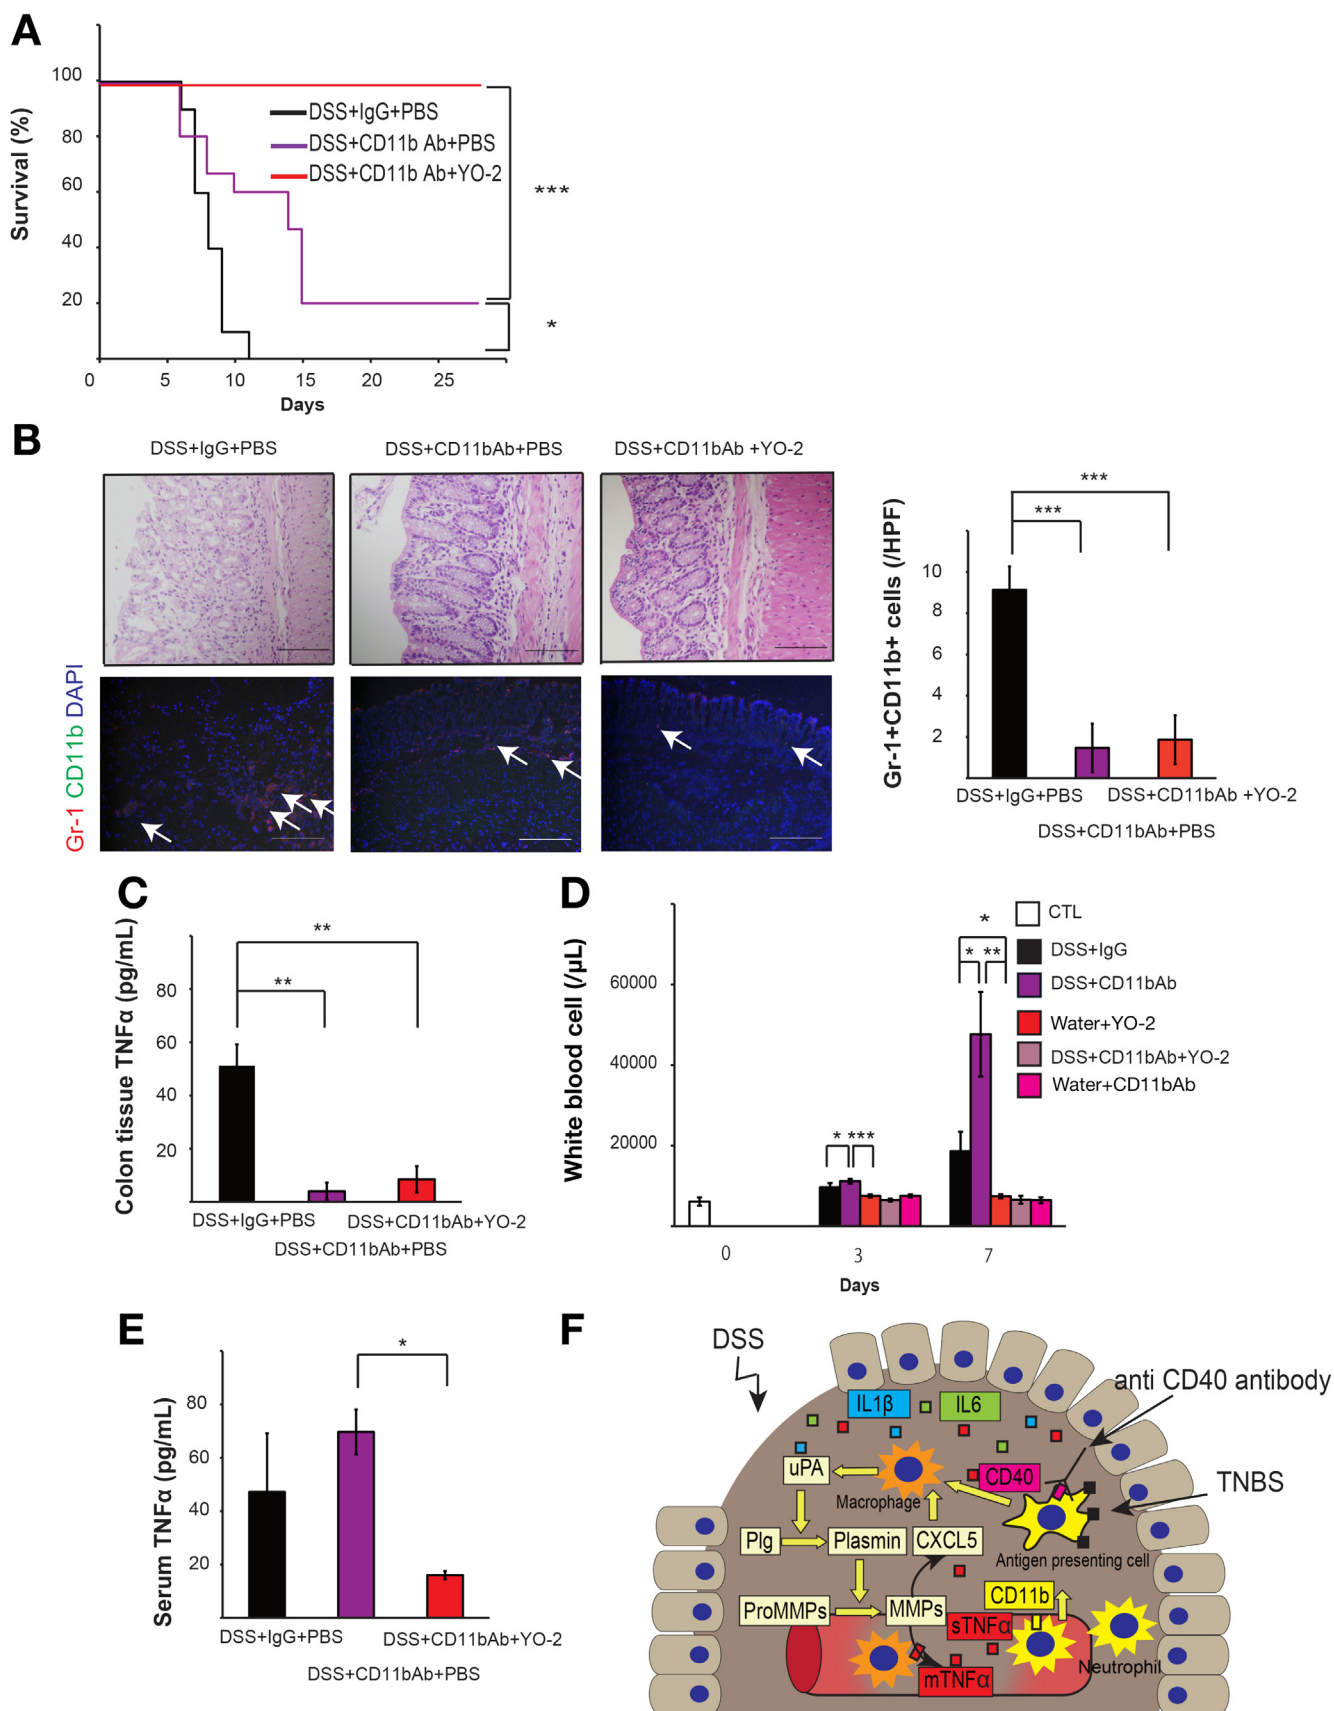 A
100
80
60
40
20
Survival (%)
DSS+IgG+PBS
DSS+CD11b Ab+PBS
DSS+CD11b Ab+YO-2
***
*
0 5 10 15 20 25
Days
B
DSS+IgG+PBS
DSS+CD11bAb+PBS
DSS+CD11bAb +YO-2
Gr-1 CD11b DAPI
Gr-1+CD11b+ cells (/HPF)
***
***
10
8
6
4
2
DSS+IgG+PBS
DSS+CD11bAb +YO-2
DSS+CD11bAb+PBS
C
Colon tissue TNFα (pg/mL)
**
**
80
60
40
20
DSS+IgG+PBS
DSS+CD11bAb+YO-2
DSS+CD11bAb+PBS
D
White blood cell (/μL)
60000
40000
20000
* ***
*
* **
CTL
DSS+IgG
DSS+CD11bAb
Water+YO-2
DSS+CD11bAb+YO-2
Water+CD11bAb
0 3 7
Days
E
Serum TNFα (pg/mL)
*
80
60
40
20
DSS+IgG+PBS
DSS+CD11bAb+YO-2
DSS+CD11bAb+PBS
F
DSS
anti CD40 antibody
IL1β
IL6
uPA
CD40
TNBS
Macrophage
Plg
Plasmin
CXCL5
Antigen presenting cell
CD11b
ProMMPs
MMPs
sTNFα
Neutrophil
mTNFα